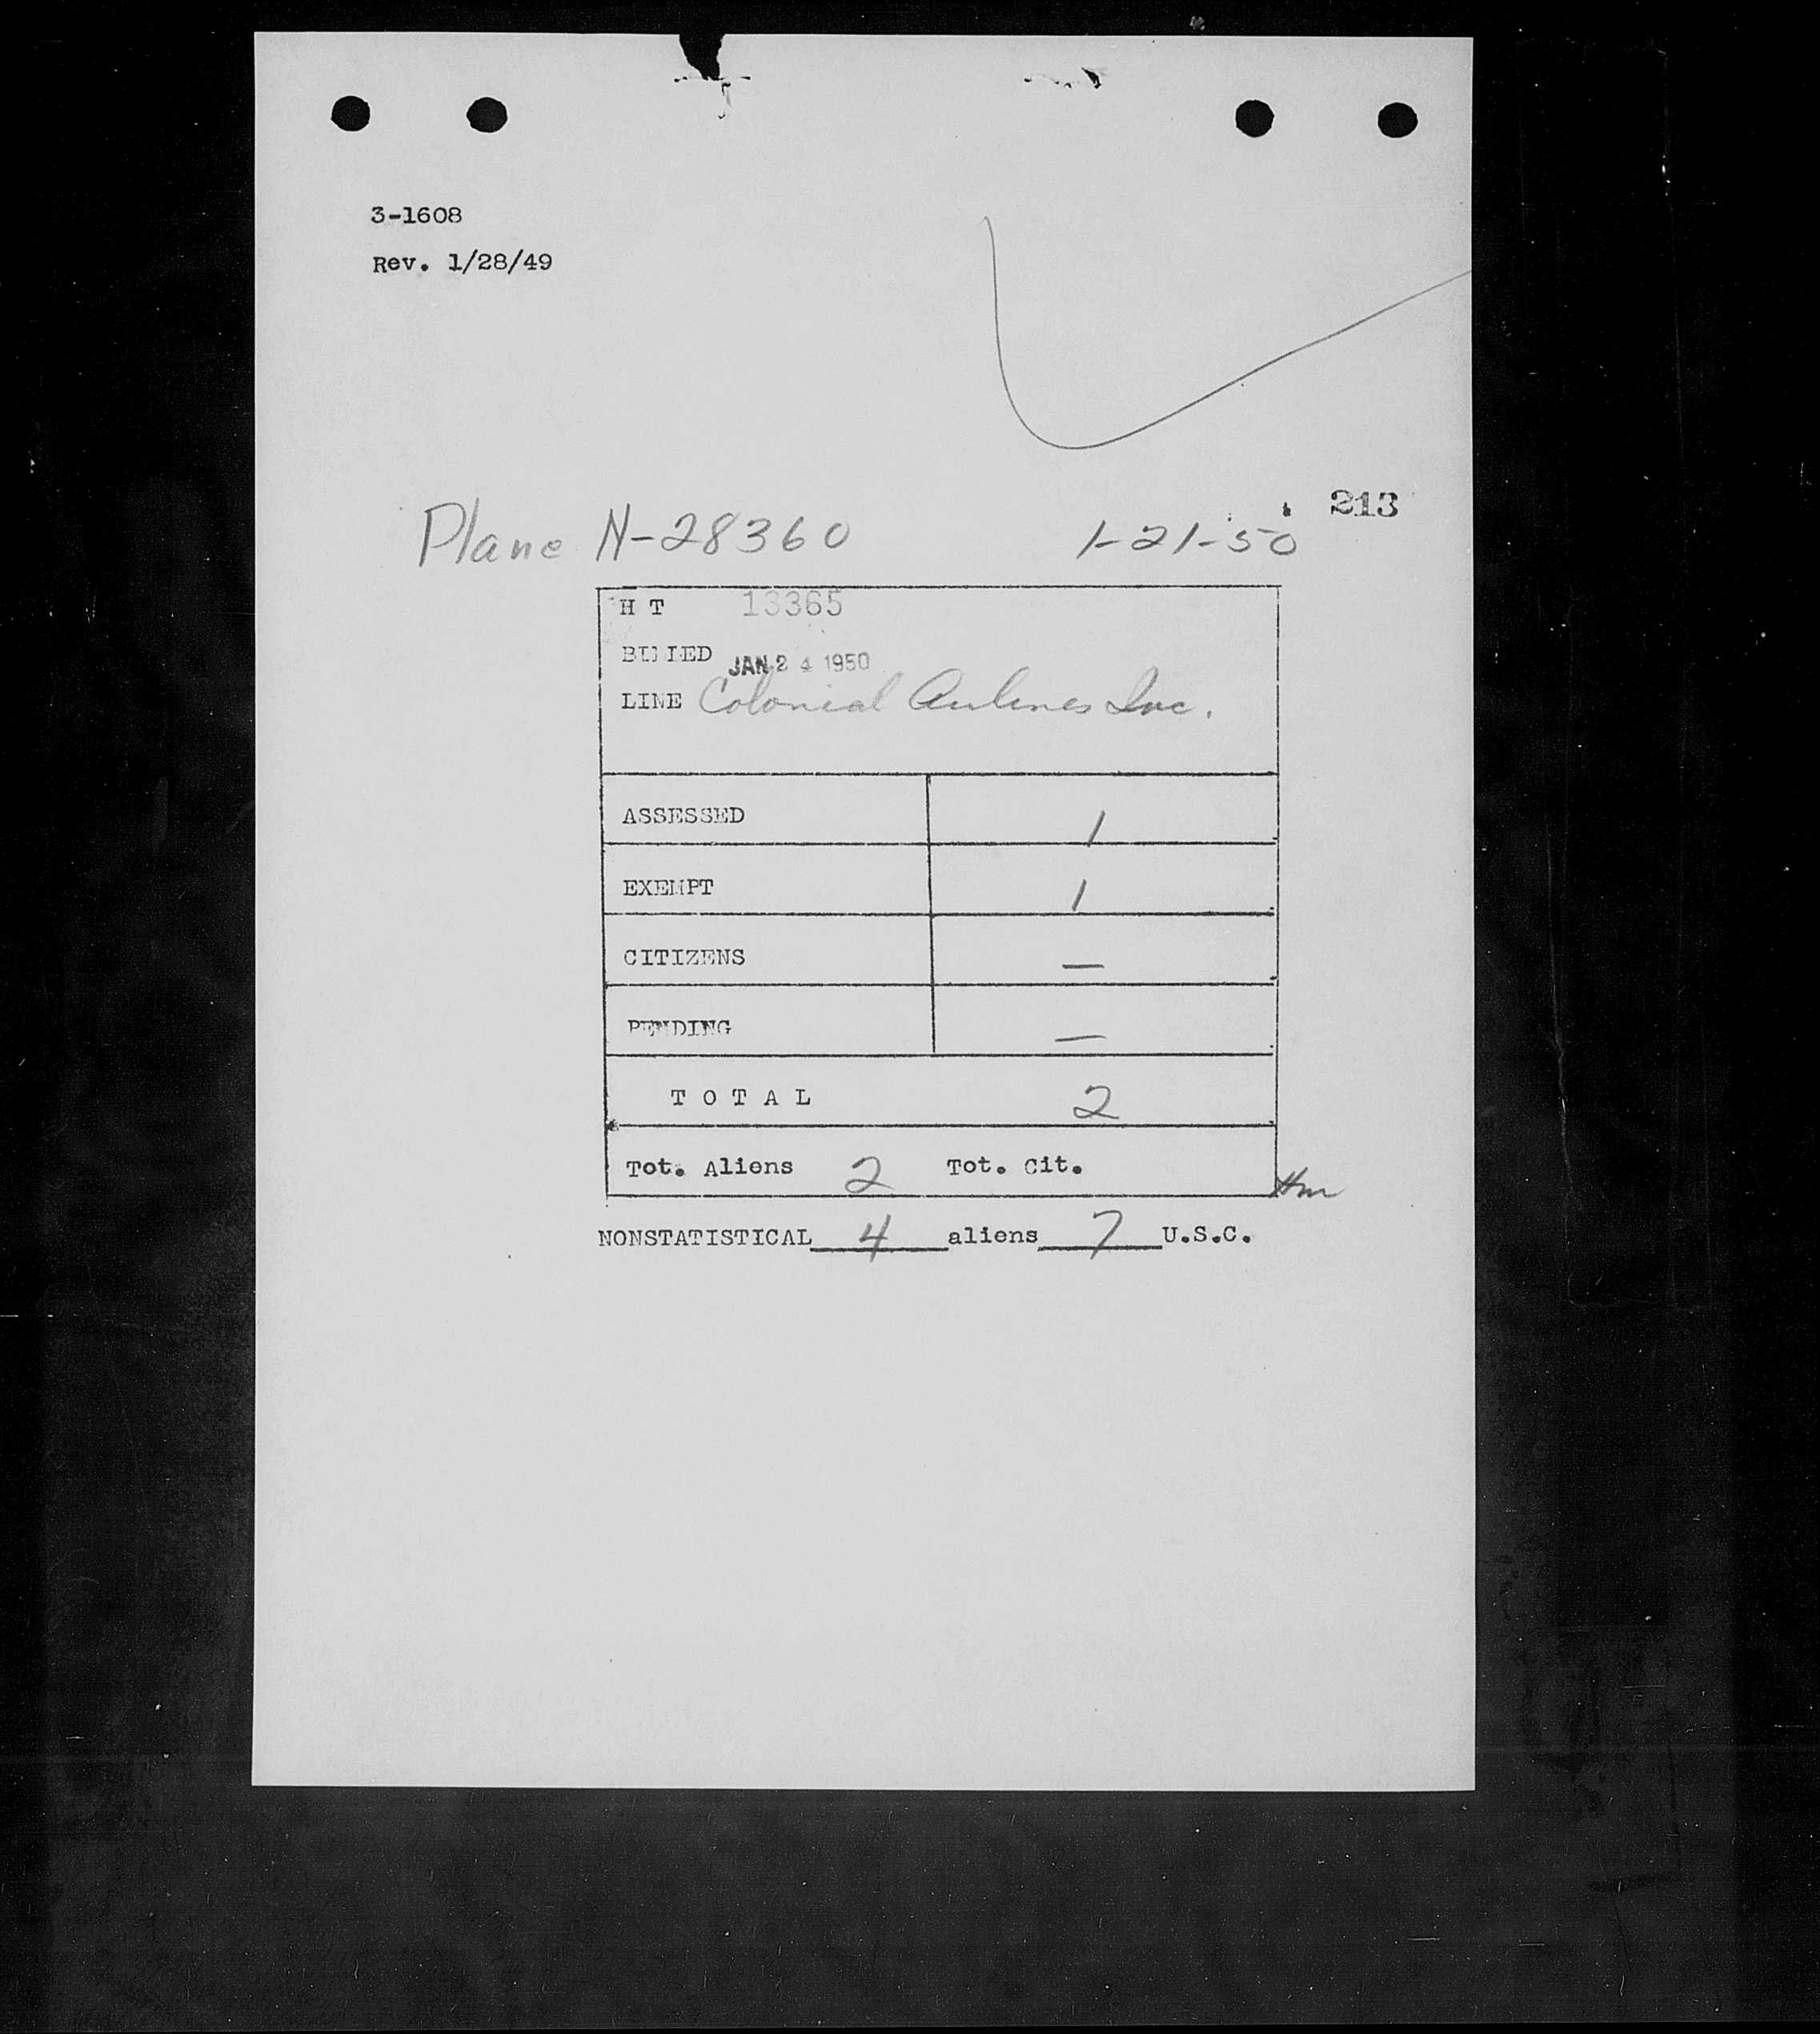 3-1608
Rev. 1/28/49
213
Plane N-28360 1-21-50
H T 13365
BILLED JAN 24 1950
LINE Colonial Airlines Inc.
ASSESSED 1
EXEMPT 1
CITIZENS —
PENDING —
T O T A L 2
Tot. Aliens 2 Tot. Cit.
NONSTATISTICAL 4 aliens 7 U.S.C.